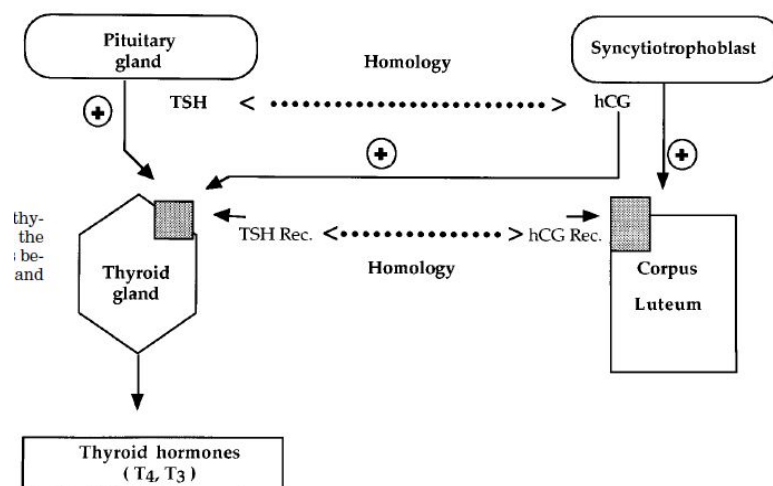 Pituitary
gland
Syncytiotrophoblast
Homology
TSH
hCG
thy-
the
be-
and
TSH Rec.
hCG Rec.
Homology
Thyroid
gland
Corpus
Luteum
Thyroid hormones
( T4, T3 )